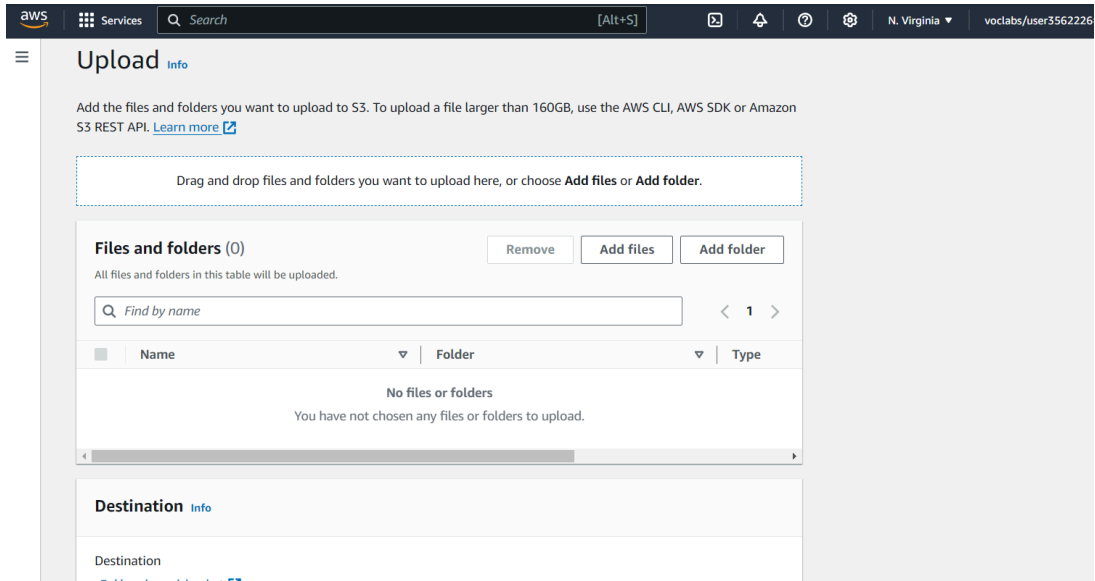 aws Services Search [Alt+S] N. Virginia voclabs/user3562226
Upload Info
Add the files and folders you want to upload to S3. To upload a file larger than 160GB, use the AWS CLI, AWS SDK or Amazon
S3 REST API. Learn more
Drag and drop files and folders you want to upload here, or choose Add files or Add folder.
Files and folders (0) Remove Add files Add folder
All files and folders in this table will be uploaded.
Find by name 1
Name Folder Type
No files or folders
You have not chosen any files or folders to upload.
Destination Info
Destination